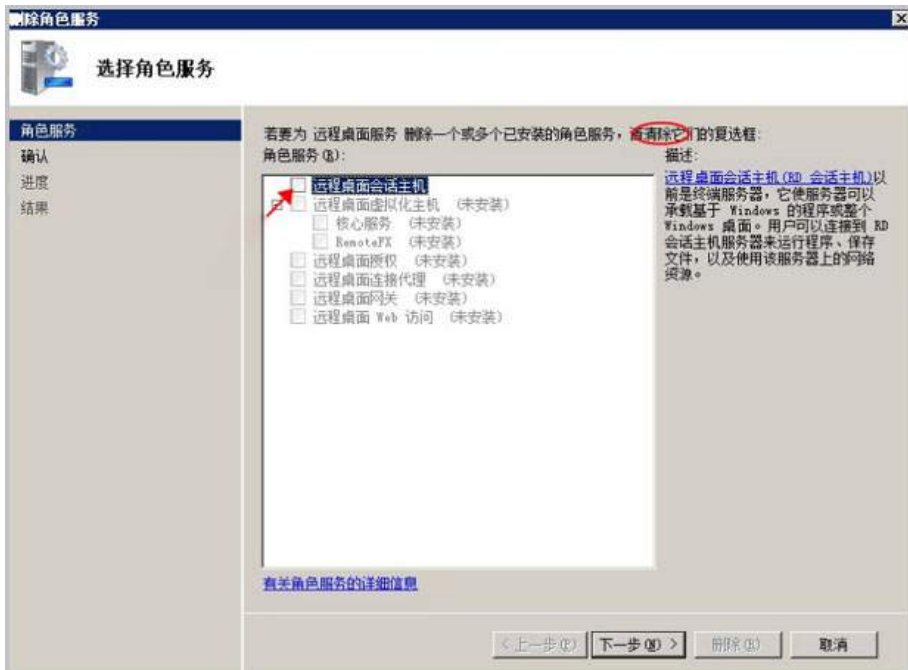 删除角色服务
选择角色服务
角色服务
确认
进度
结果
若要为 远程桌面服务 删除一个或多个已安装的角色服务，请清除它们的复选框:
角色服务(R):
远程桌面会话主机
远程桌面虚拟化主机 (未安装)
核心服务 (未安装)
RemoteFX (未安装)
远程桌面授权 (未安装)
远程桌面连接代理 (未安装)
远程桌面网关 (未安装)
远程桌面 Web 访问 (未安装)
描述:
远程桌面会话主机(RD 会话主机)以
前是终端服务器，它使服务器可以
承载基于 Windows 的程序或整个
Windows 桌面。用户可以连接到 RD
会话主机服务器来运行程序、保存
文件，以及使用该服务器上的网络
资源。
有关角色服务的详细信息
< 上一步(P)
下一步(N) >
删除(R)
取消